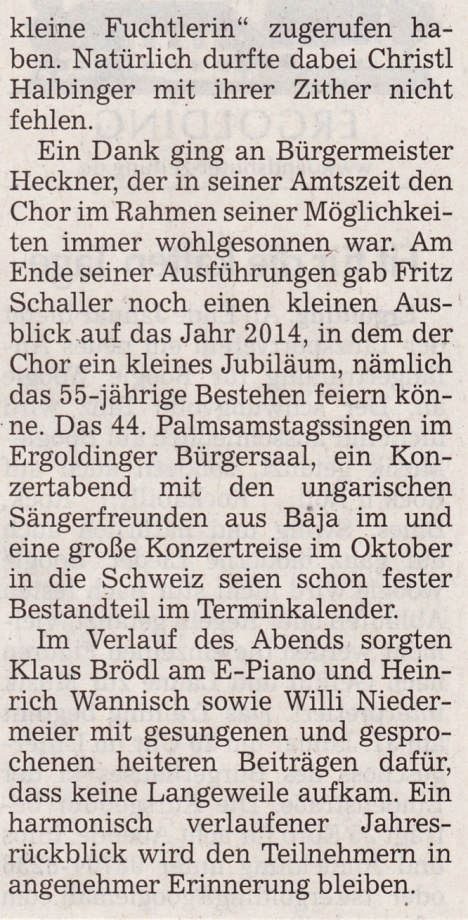 kleine Fuchtlerin“ zugerufen ha-
ben. Natürlich durfte dabei Christl
Halbinger mit ihrer Zither nicht
fehlen.
Ein Dank ging an Bürgermeister
Heckner, der in seiner Amtszeit den
Chor im Rahmen seiner Möglichkei-
ten immer wohlgesonnen war. Am
Ende seiner Ausführungen gab Fritz
Schaller noch einen kleinen Aus-
blick auf das Jahr 2014, in dem der
Chor ein kleines Jubiläum, nämlich
das 55-jährige Bestehen feiern kön-
ne. Das 44. Palmsamstagssingen im
Ergoldinger Bürgersaal, ein Kon-
zertabend mit den ungarischen
Sängerfreunden aus Baja im und
eine große Konzertreise im Oktober
in die Schweiz seien schon fester
Bestandteil im Terminkalender.
Im Verlauf des Abends sorgten
Klaus Brödl am E-Piano und Hein-
rich Wannisch sowie Willi Nieder-
meier mit gesungenen und gespro-
chenen heiteren Beiträgen dafür,
dass keine Langeweile aufkam. Ein
harmonisch verlaufener Jahres-
rückblick wird den Teilnehmern in
angenehmer Erinnerung bleiben.